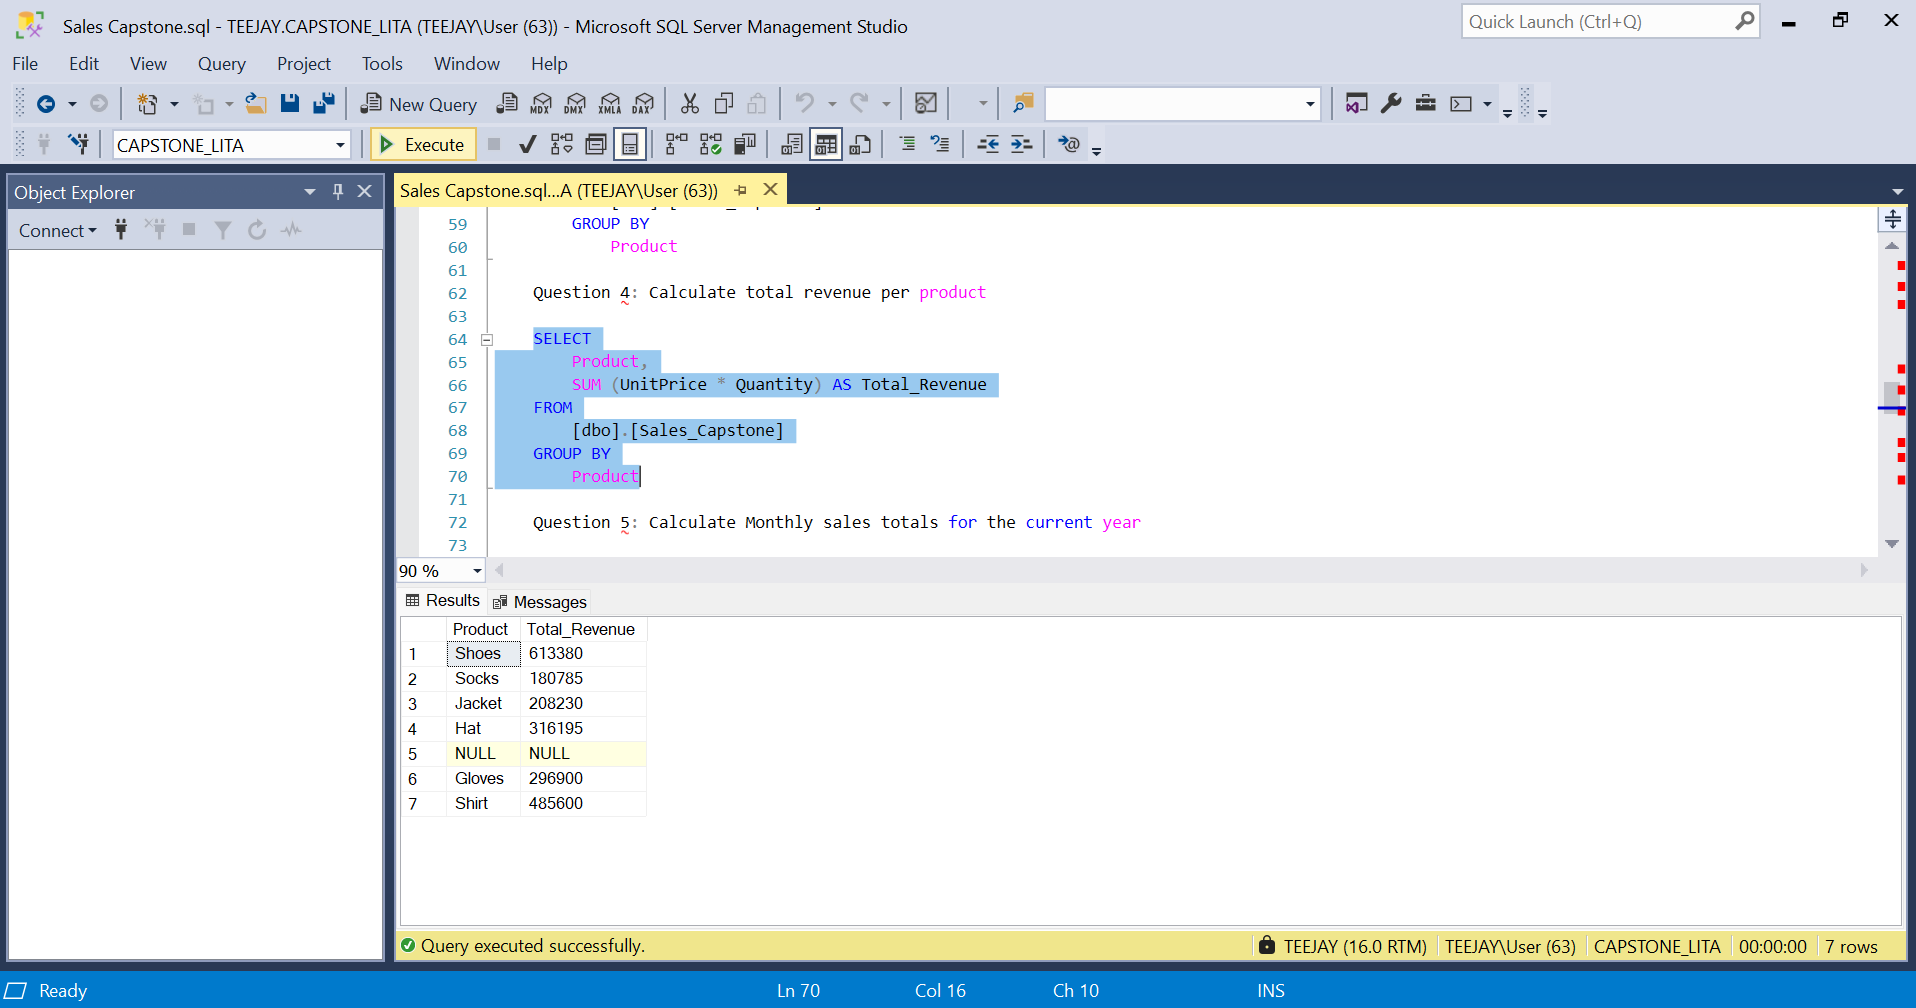 Sales Capstone.sql - TEEJAY.CAPSTONE_LITA (TEEJAY\User (63)) - Microsoft SQL Server Management Studio
Quick Launch (Ctrl+Q)
File Edit View Query Project Tools Window Help
New Query MDX DMX XMLA DAX
CAPSTONE_LITA Execute
Object Explorer
Connect
Sales Capstone.sql...A (TEEJAY\User (63))
59 GROUP BY
60 Product
61
62 Question 4: Calculate total revenue per product
63
64 SELECT
65 Product,
66 SUM (UnitPrice * Quantity) AS Total_Revenue
67 FROM
68 [dbo].[Sales_Capstone]
69 GROUP BY
70 Product
71
72 Question 5: Calculate Monthly sales totals for the current year
73
90 %
Results Messages
Product Total_Revenue
1 Shoes 613380
2 Socks 180785
3 Jacket 208230
4 Hat 316195
5 NULL NULL
6 Gloves 296900
7 Shirt 485600
Query executed successfully. TEEJAY (16.0 RTM) TEEJAY\User (63) CAPSTONE_LITA 00:00:00 7 rows
Ready Ln 70 Col 16 Ch 10 INS